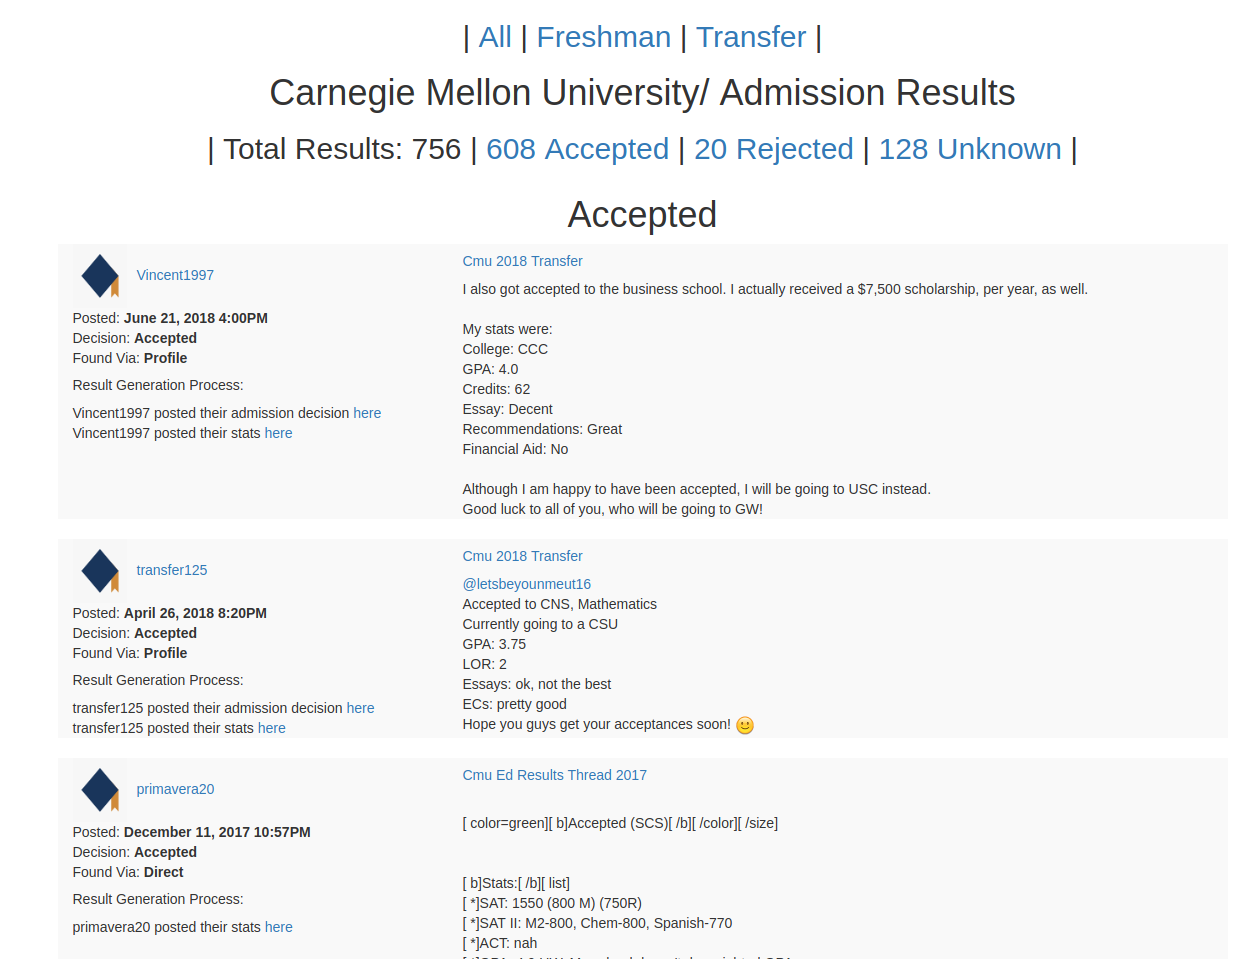 | All | Freshman | Transfer |
Carnegie Mellon University/ Admission Results
| Total Results: 756 | 608 Accepted | 20 Rejected | 128 Unknown |
Accepted
Vincent1997
Posted: June 21, 2018 4:00PM
Decision: Accepted
Found Via: Profile
Result Generation Process:
Vincent1997 posted their admission decision here
Vincent1997 posted their stats here
Cmu 2018 Transfer
I also got accepted to the business school. I actually received a $7,500 scholarship, per year, as well.
My stats were:
College: CCC
GPA: 4.0
Credits: 62
Essay: Decent
Recommendations: Great
Financial Aid: No
Although I am happy to have been accepted, I will be going to USC instead.
Good luck to all of you, who will be going to GW!
transfer125
Posted: April 26, 2018 8:20PM
Decision: Accepted
Found Via: Profile
Result Generation Process:
transfer125 posted their admission decision here
transfer125 posted their stats here
Cmu 2018 Transfer
@letsbeyounmeut16
Accepted to CNS, Mathematics
Currently going to a CSU
GPA: 3.75
LOR: 2
Essays: ok, not the best
ECs: pretty good
Hope you guys get your acceptances soon!
primavera20
Posted: December 11, 2017 10:57PM
Decision: Accepted
Found Via: Direct
Result Generation Process:
primavera20 posted their stats here
Cmu Ed Results Thread 2017
[ color=green][ b]Accepted (SCS)[ /b][ /color][ /size]
[ b]Stats:[ /b][ list]
[ *]SAT: 1550 (800 M) (750R)
[ *]SAT II: M2-800, Chem-800, Spanish-770
[ *]ACT: nah